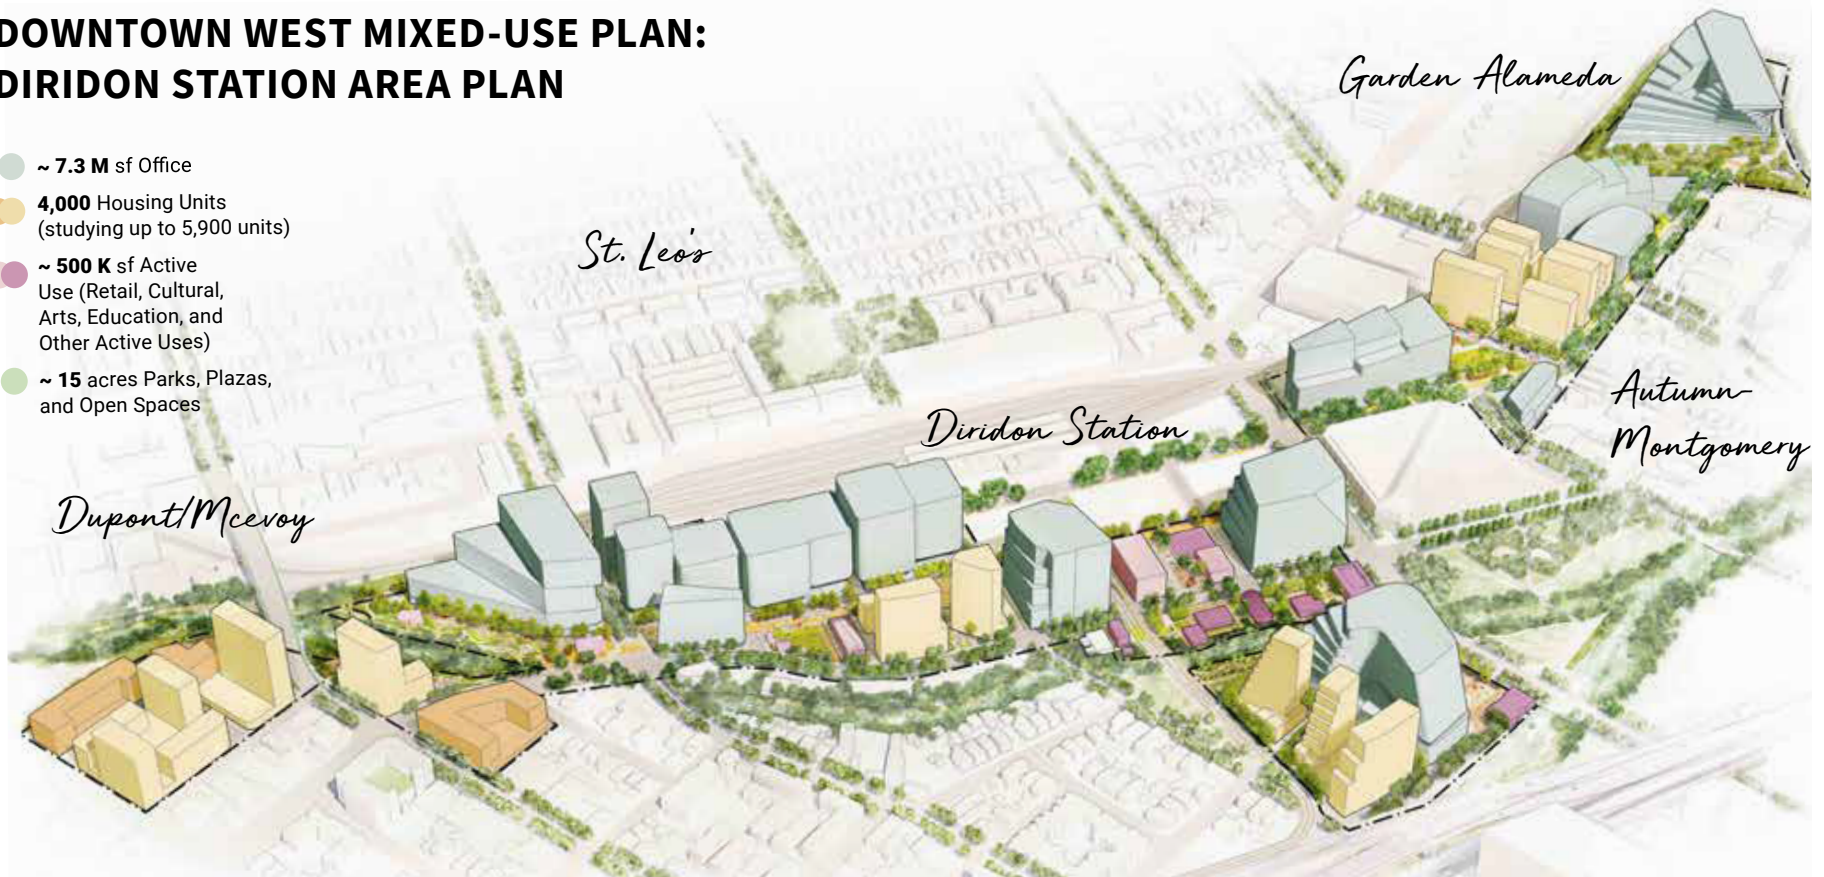 DOWNTOWN WEST MIXED-USE PLAN:
DIRIDON STATION AREA PLAN
~ 7.3 M sf Office
4,000 Housing Units
(studying up to 5,900 units)
~ 500 K sf Active
Use (Retail, Cultural,
Arts, Education, and
Other Active Uses)
~ 15 acres Parks, Plazas,
and Open Spaces
Garden Alameda
St. Leo's
Diridon Station
Autumn-
Montgomery
Dupont/Mcevoy